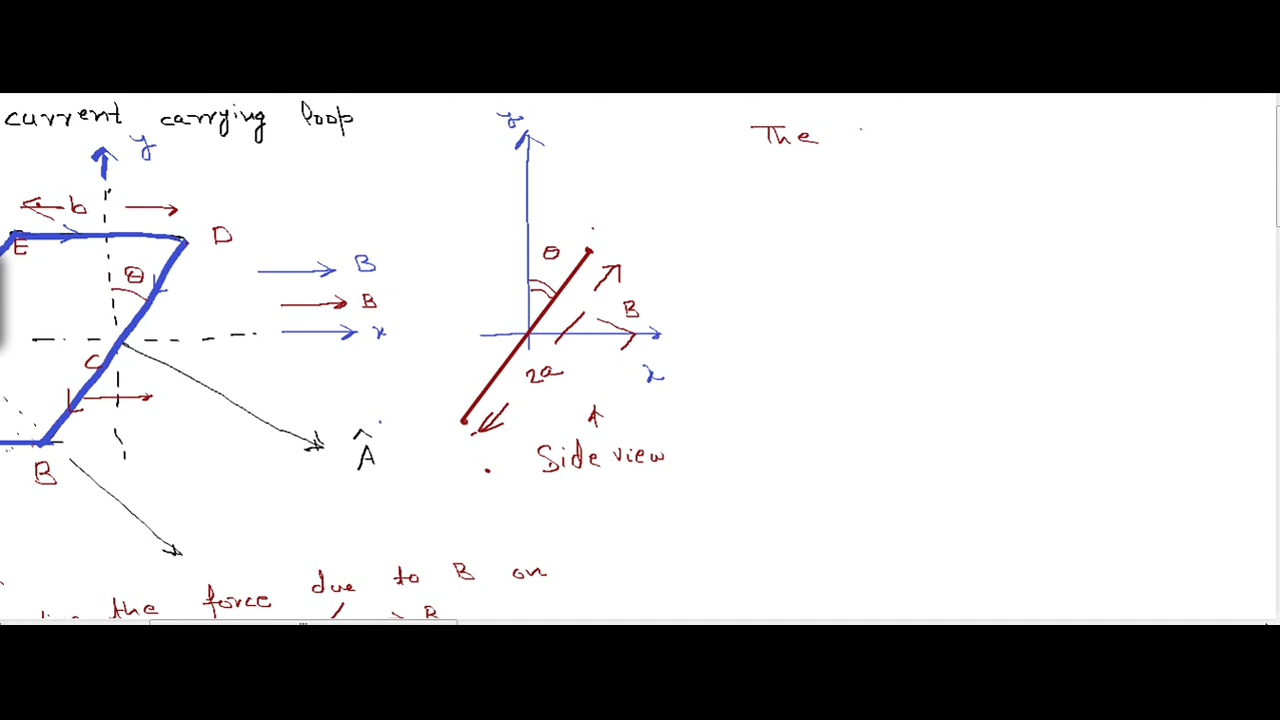 current carrying loop
y
b
E
D
θ
B
B
x
C
Â
B
y
θ
B
2a
x
Side view
The
due to B on
the force
B